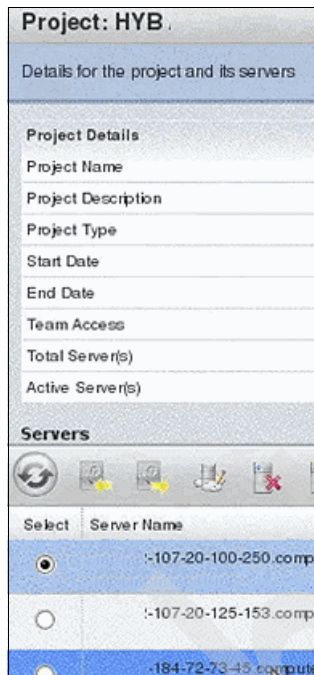 Project: HYB
Details for the project and its servers
Project Details
Project Name
Project Description
Project Type
Start Date
End Date
Team Access
Total Server(s)
Active Server(s)
Servers
Select Server Name
-107-20-100-250.comp
-107-20-125-153.comp
-184-72-73-45.compute